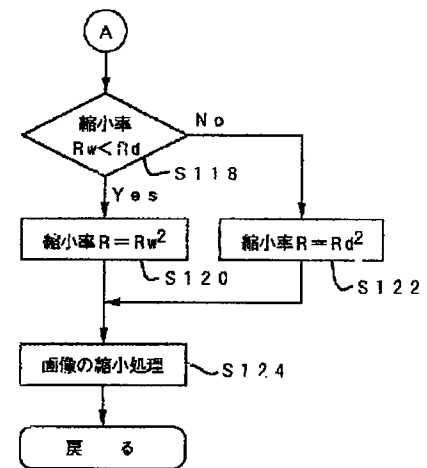 A
縮小率
Rw<Rd
No
S118
Yes
縮小率R=Rw²
縮小率R=Rd²
S120
S122
画像の縮小処理
S124
戻 る